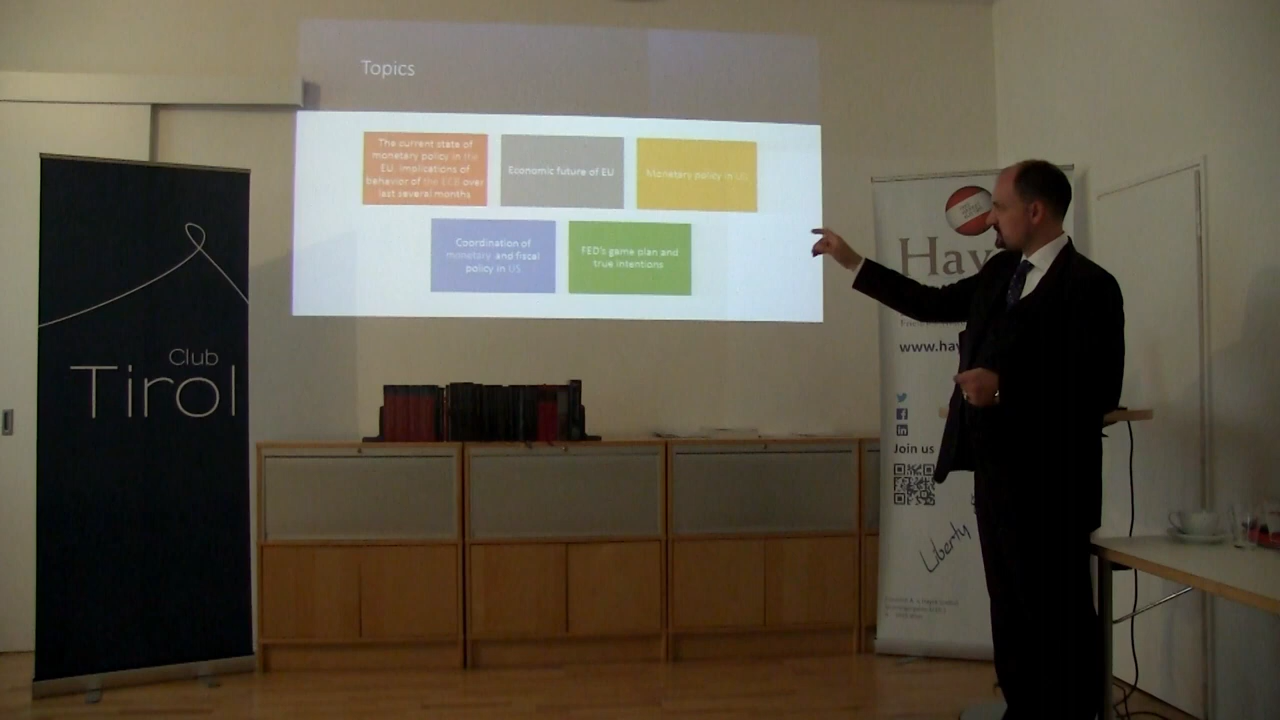 Topics
The current state of
monetary policy in the
EU, implications of
behavior of the ECB over
last several months
Economic future of EU
Monetary policy in US
Coordination of
monetary and fiscal
policy in US
FED's game plan and
true intentions
Club
Tirol
Hay
www.hay
Join us
Liberty